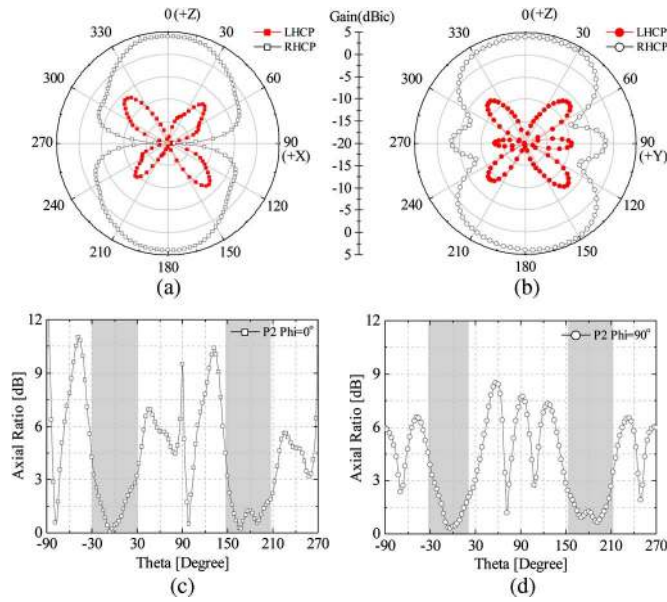 0 (+Z)
330
30
LHCP
RHCP
300
60
270
90
(+X)
240
120
210
150
180
(a)
Gain(dBic)
5
0
-5
-10
-15
-20
-15
-10
-5
0
5
0 (+Z)
330
30
LHCP
RHCP
300
60
270
90
(+Y)
240
120
210
150
180
(b)
P2 Phi=0°
Axial Ratio [dB]
12
9
6
3
0
-90 -30 30 90 150 210 270
Theta [Degree]
(c)
P2 Phi=90°
Axial Ratio [dB]
12
9
6
3
0
-90 -30 30 90 150 210 270
Theta [Degree]
(d)